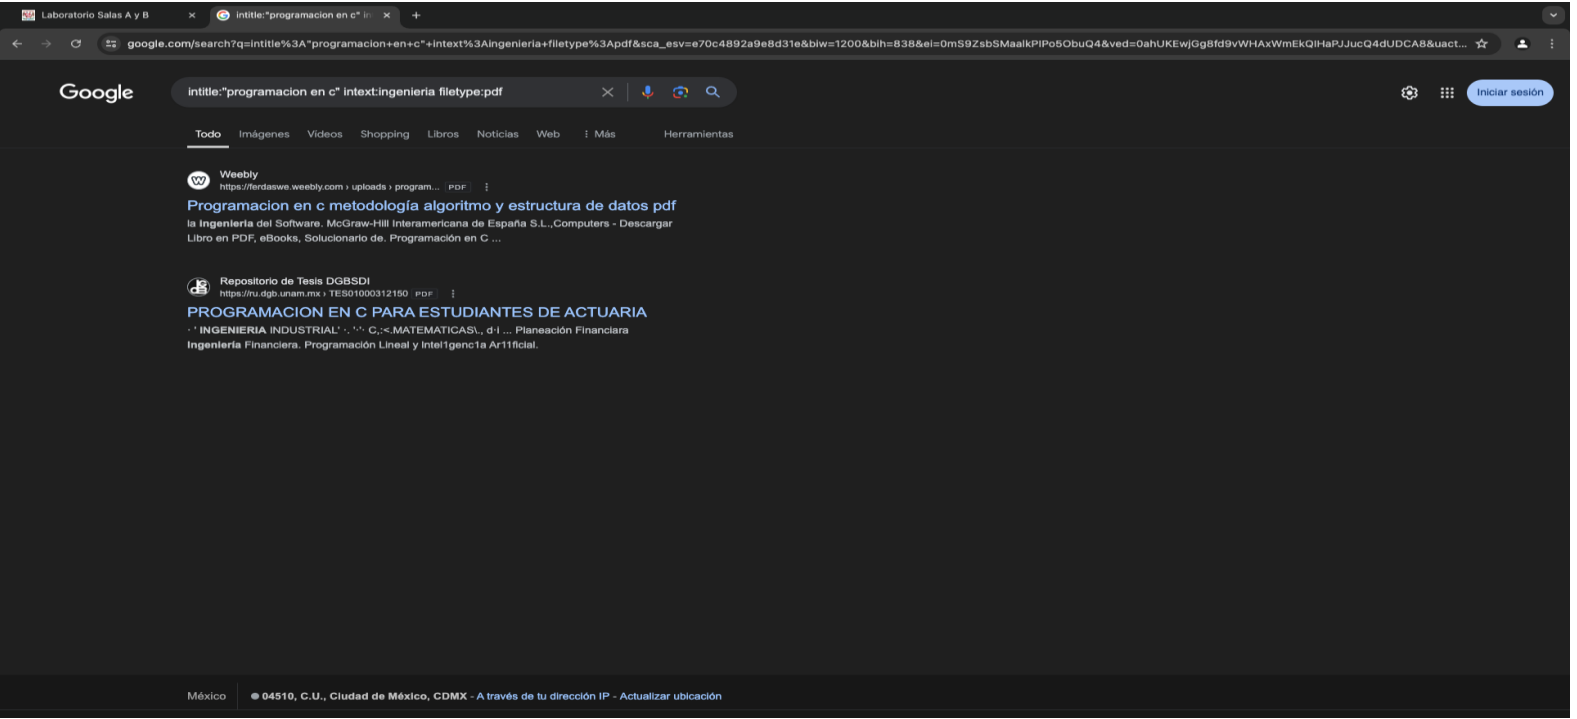 Laboratorio Salas A y B
intitle:"programacion en c" in
google.com/search?q=intitle%3A"programacion+en+c"+intext%3Aingenieria+filetype%3Apdf&sca_esv=e70c4892a9e8d31e&biw=1200&bih=838&ei=0mS9ZsbSMaalkPIPo5ObuQ4&ved=0ahUKEwjGg8fd9vWHAxWmEkQIHaPJJucQ4dUDCA8&uact...
Google
intitle:"programacion en c" intext:ingenieria filetype:pdf
Iniciar sesión
Todo Imágenes Vídeos Shopping Libros Noticias Web Más Herramientas
Weebly
https://ferdaswe.weebly.com › uploads › program... PDF
Programacion en c metodología algoritmo y estructura de datos pdf
la Ingeniería del Software. McGraw-Hill Interamericana de España S.L.,Computers - Descargar
Libro en PDF, eBooks, Solucionario de. Programación en C ...
Repositorio de Tesis DGBSDI
https://ru.dgb.unam.mx › TES01000312150 PDF
PROGRAMACION EN C PARA ESTUDIANTES DE ACTUARIA
· ' INGENIERIA INDUSTRIAL' ·. '·'· C,:<.MATEMATICAS\., d·i ... Planeación Financiara
Ingeniería Financiera. Programación Lineal y Intel1genc1a Ar11ficial.
México
04510, C.U., Ciudad de México, CDMX - A través de tu dirección IP - Actualizar ubicación